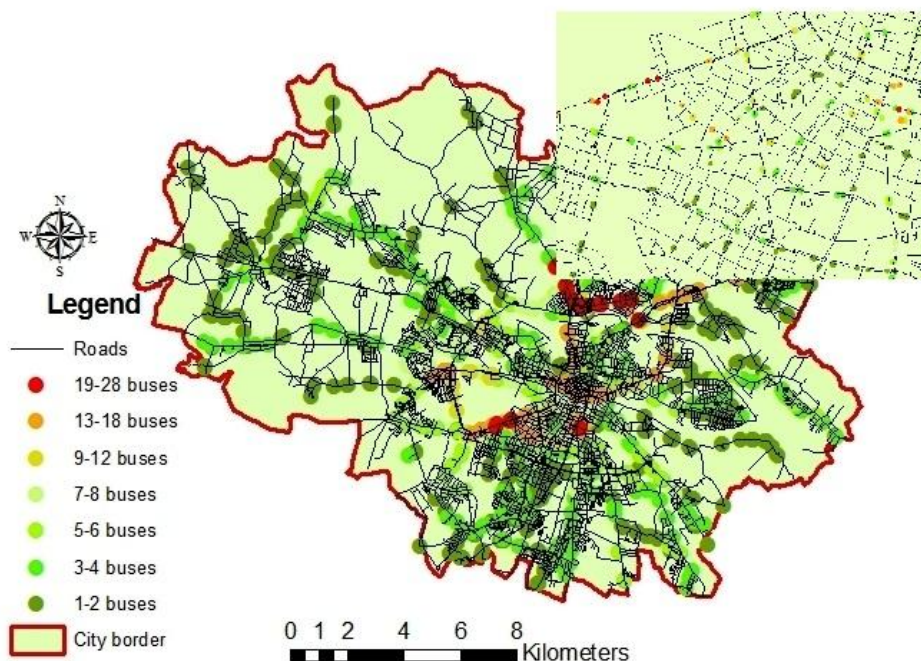 N
W E
S
Legend
Roads
19-28 buses
13-18 buses
9-12 buses
7-8 buses
5-6 buses
3-4 buses
1-2 buses
City border
0 1 2 4 6 8
Kilometers